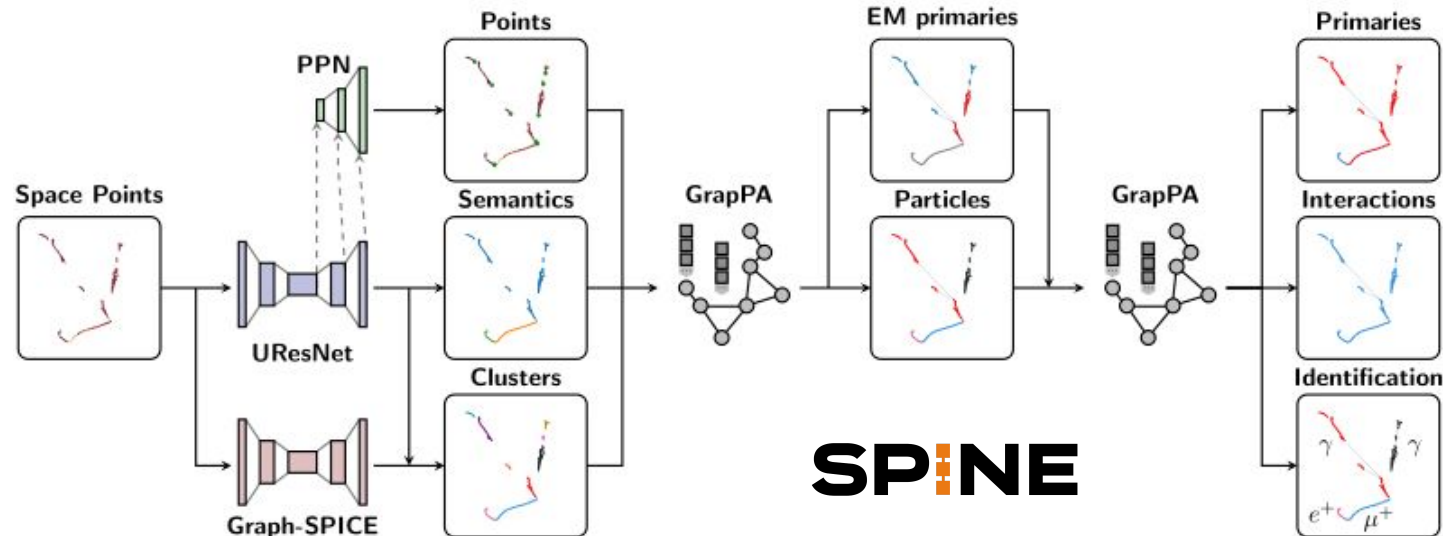 Points
EM primaries
Primaries
PPN
Space Points
Semantics
GrapPA
Particles
GrapPA
Interactions
UResNet
Clusters
Identification
γ
γ
e⁺
μ⁺
Graph-SPICE
SPINE